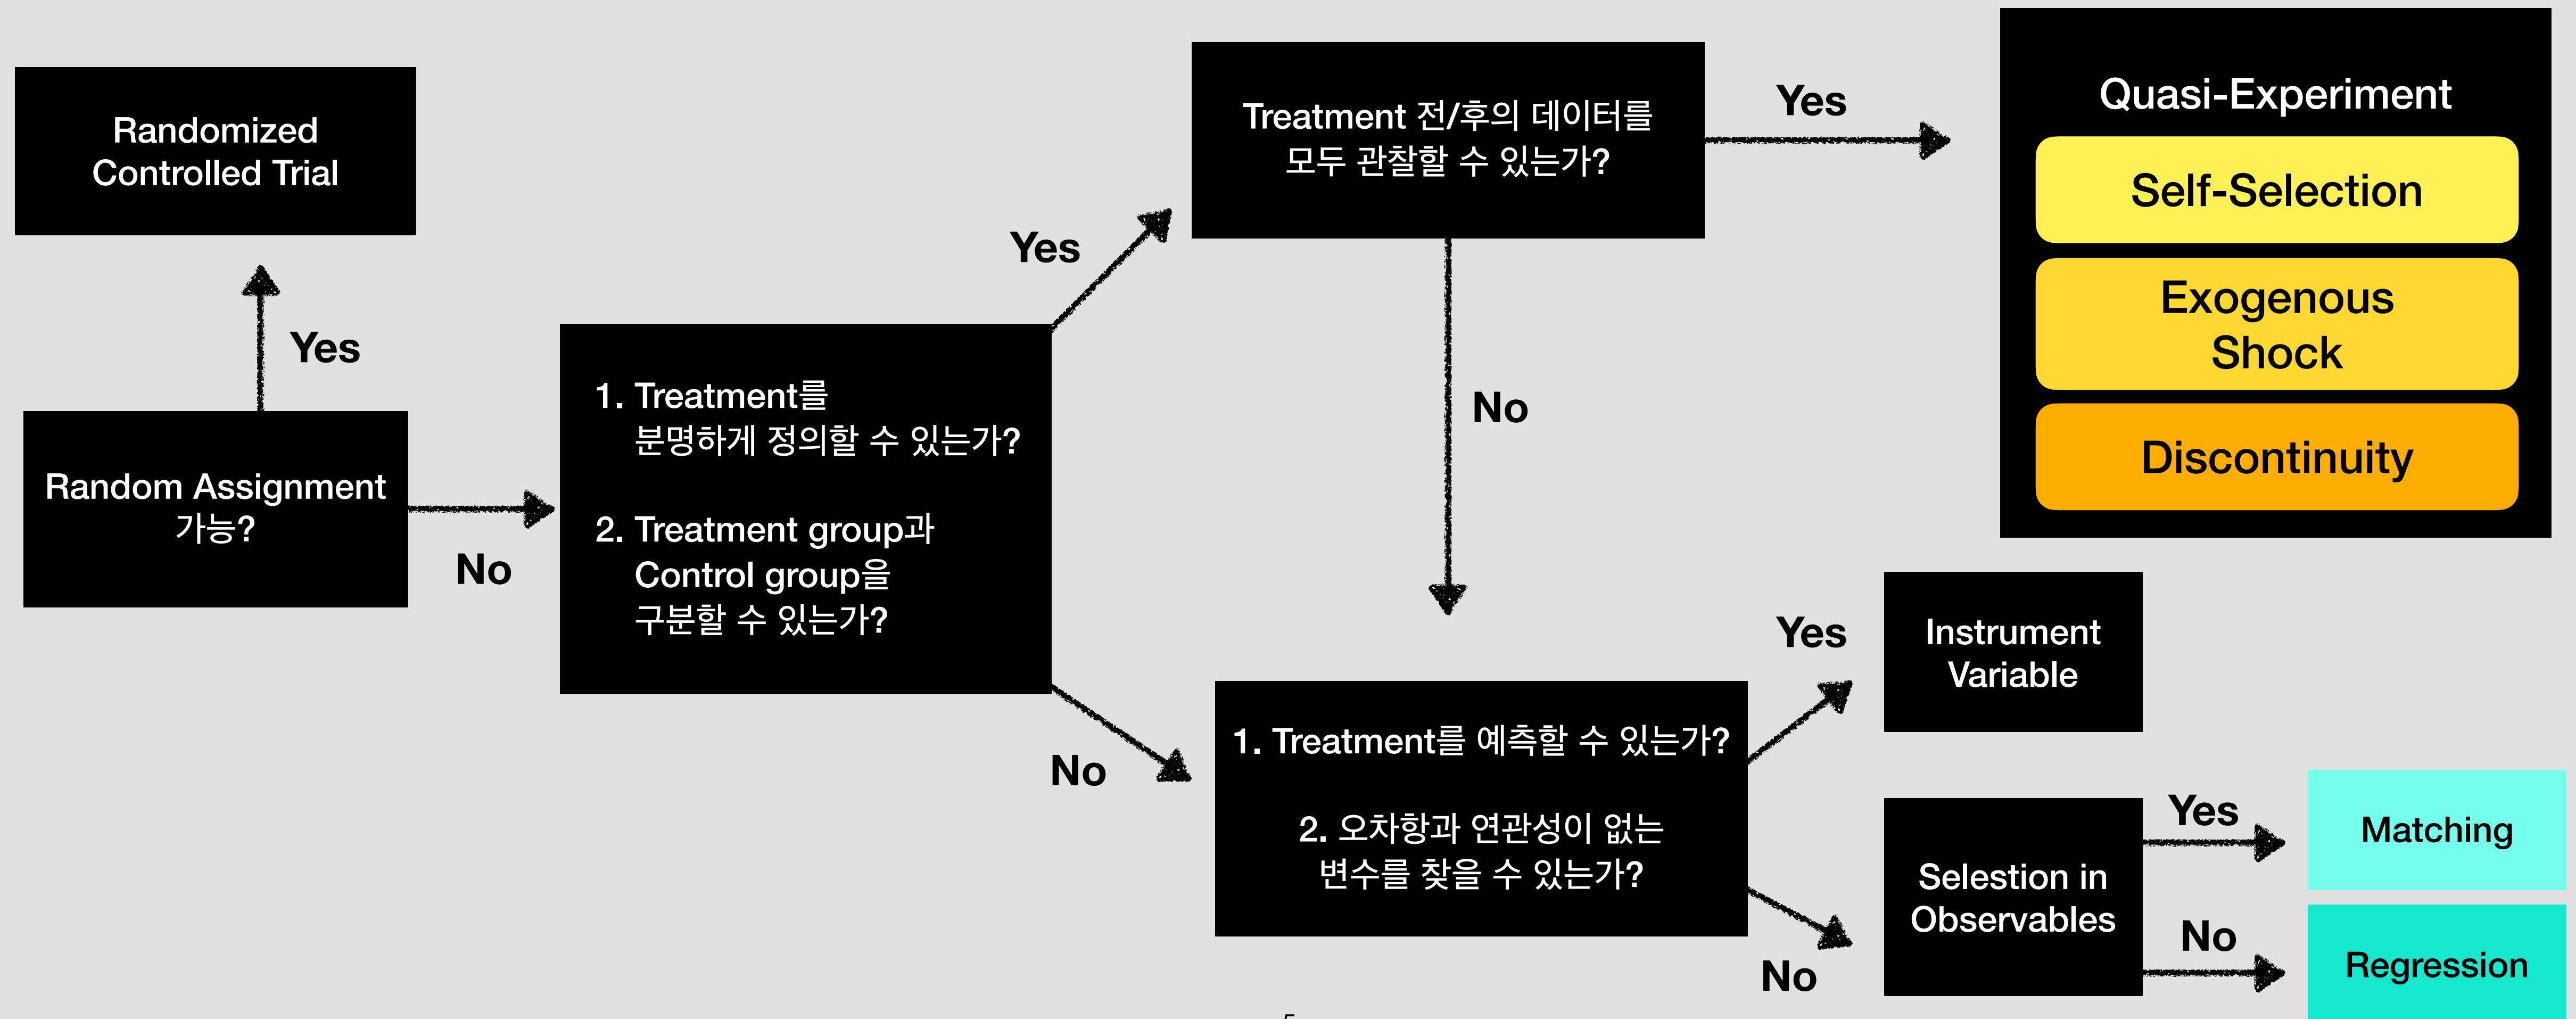 Randomized
Controlled Trial
Yes
Random Assignment
가능?
No
1. Treatment를
분명하게 정의할 수 있는가?
2. Treatment group과
Control group을
구분할 수 있는가?
Yes
No
Treatment 전/후의 데이터를
모두 관찰할 수 있는가?
Yes
No
Quasi-Experiment
Self-Selection
Exogenous
Shock
Discontinuity
1. Treatment를 예측할 수 있는가?
2. 오차항과 연관성이 없는
변수를 찾을 수 있는가?
Yes
No
Instrument
Variable
Selestion in
Observables
Yes
No
Matching
Regression